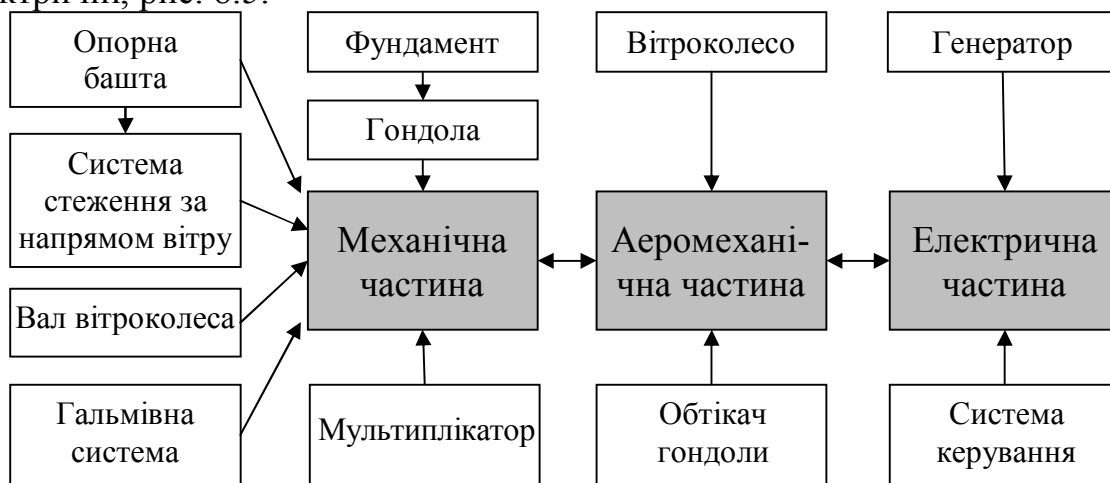 Опорна
башта
Фундамент
Вітроколесо
Генератор
Гондола
Система
стеження за
напрямом вітру
Механічна
частина
Аеромехані-
чна частина
Електрична
частина
Вал вітроколеса
Гальмівна
система
Мультиплікатор
Обтікач
гондоли
Система
керування